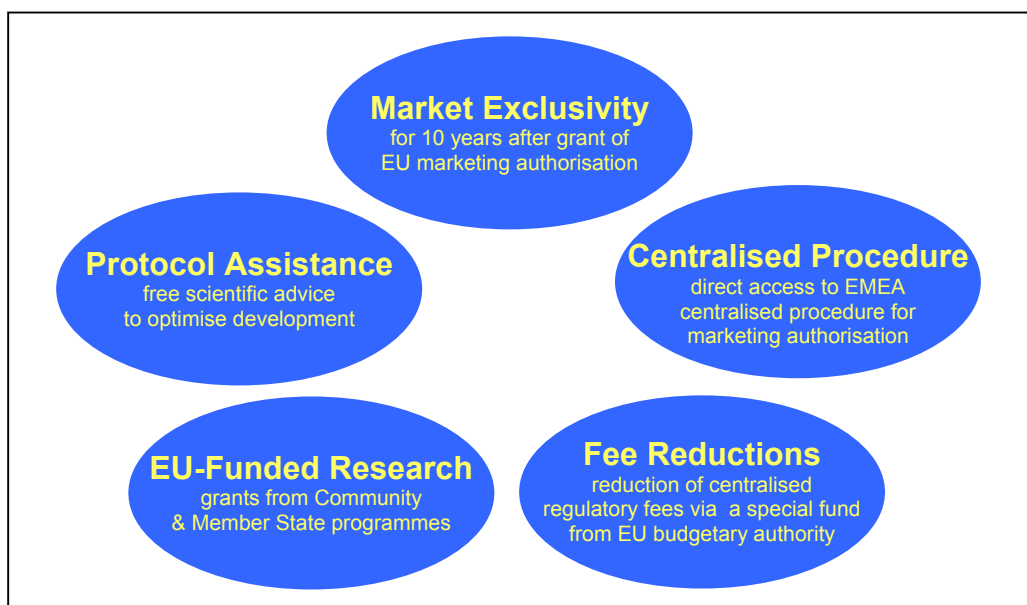 Market Exclusivity
for 10 years after grant of
EU marketing authorisation
Protocol Assistance
free scientific advice
to optimise development
Centralised Procedure
direct access to EMEA
centralised procedure for
marketing authorisation
EU-Funded Research
grants from Community
& Member State programmes
Fee Reductions
reduction of centralised
regulatory fees via  a special fund
from EU budgetary authority